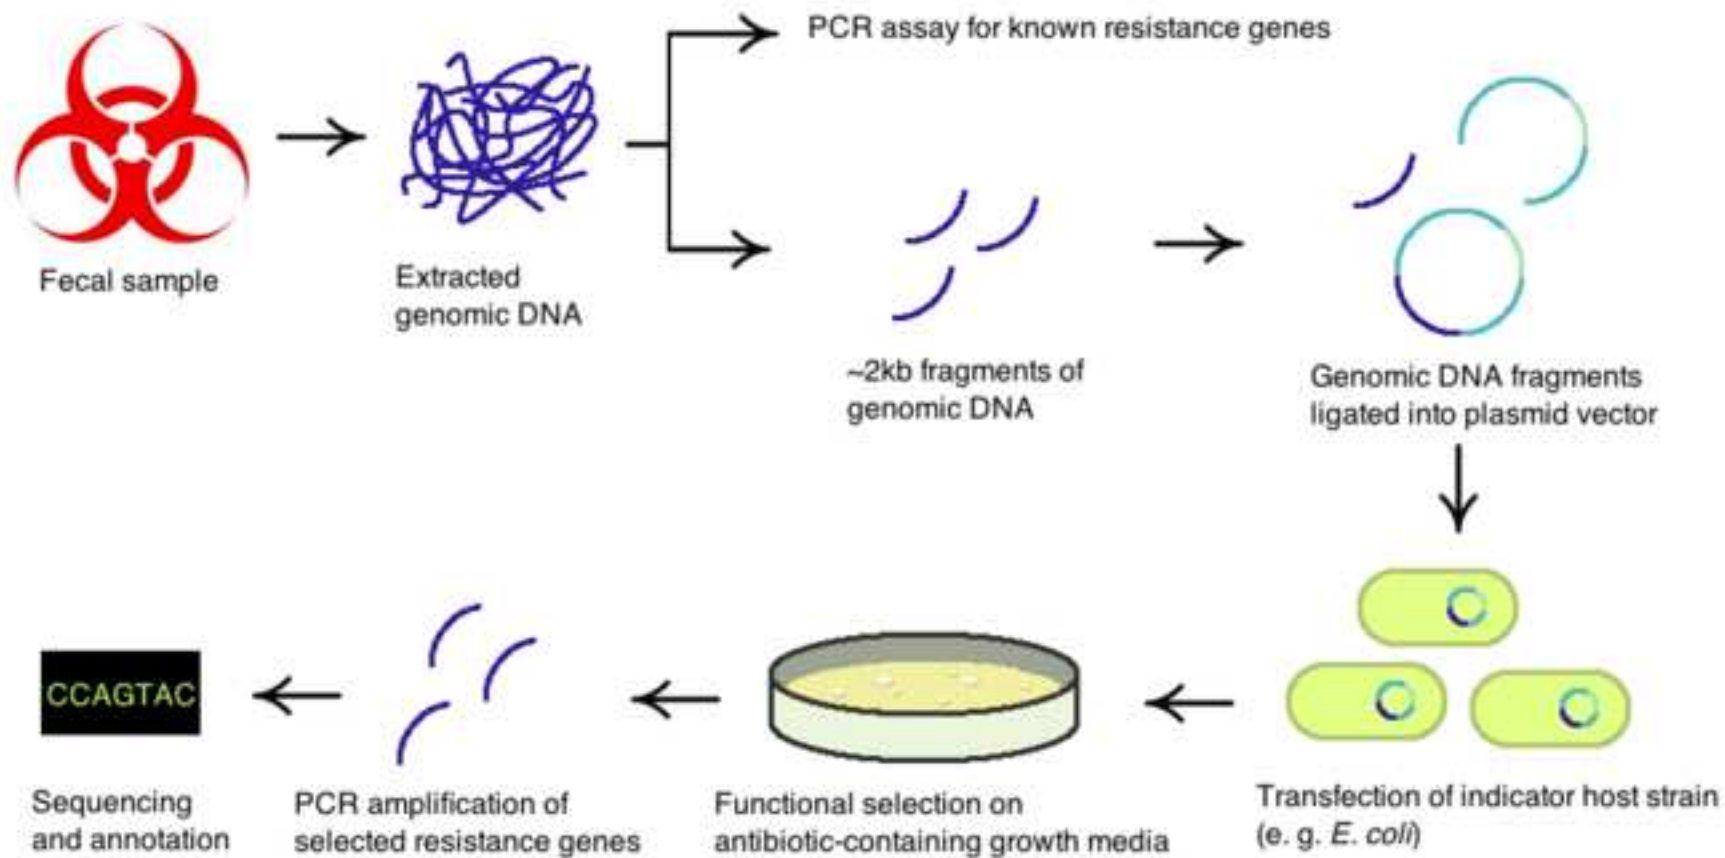 PCR assay for known resistance genes
Fecal sample
Extracted
genomic DNA
~2kb fragments of
genomic DNA
Genomic DNA fragments
ligated into plasmid vector
Transfection of indicator host strain
(e. g. E. coli)
Functional selection on
antibiotic-containing growth media
PCR amplification of
selected resistance genes
CCAGTAC
Sequencing
and annotation